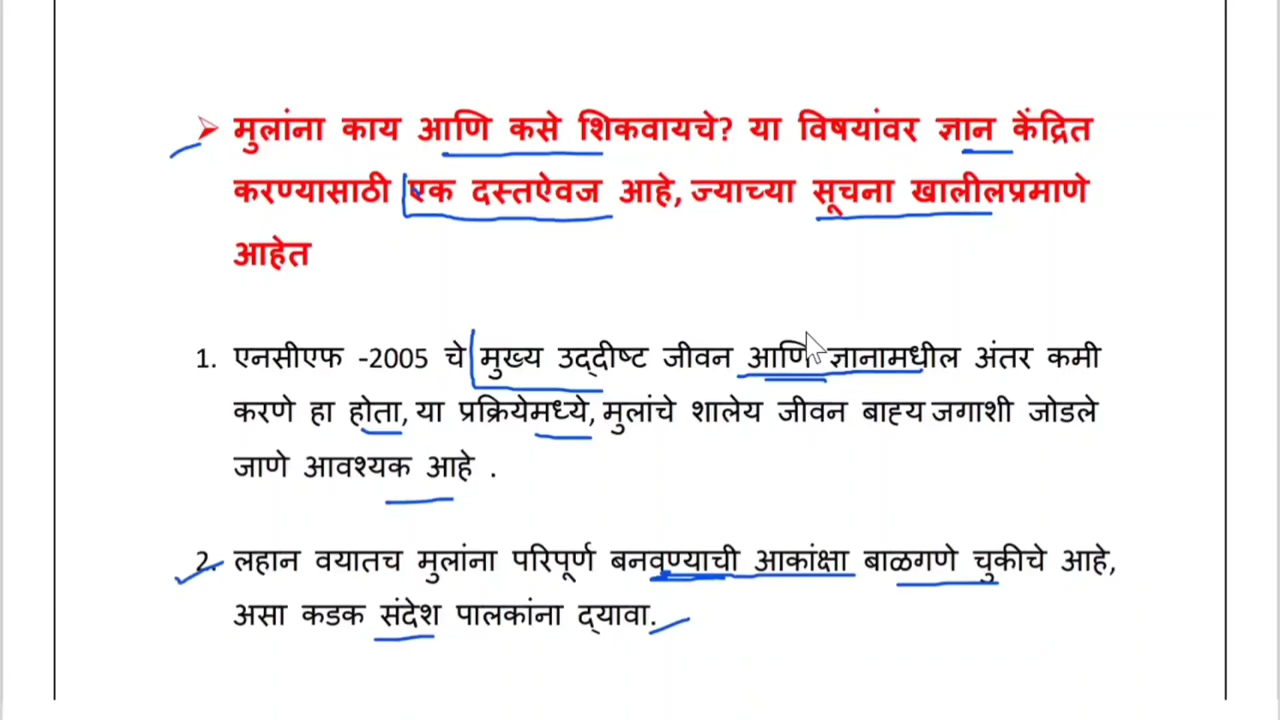 ➢ मुलांना काय आणि कसे शिकवायचे? या विषयांवर ज्ञान केंद्रित
करण्यासाठी एक दस्तऐवज आहे, ज्याच्या सूचना खालीलप्रमाणे
आहेत
1. एनसीएफ -2005 चे मुख्य उद्‌दीष्ट जीवन आणि ज्ञानामधील अंतर कमी
करणे हा होता, या प्रक्रियेमध्ये, मुलांचे शालेय जीवन बाह्य जगाशी जोडले
जाणे आवश्यक आहे .
2. लहान वयातच मुलांना परिपूर्ण बनवण्याची आकांक्षा बाळगणे चुकीचे आहे,
असा कडक संदेश पालकांना द्‌यावा.